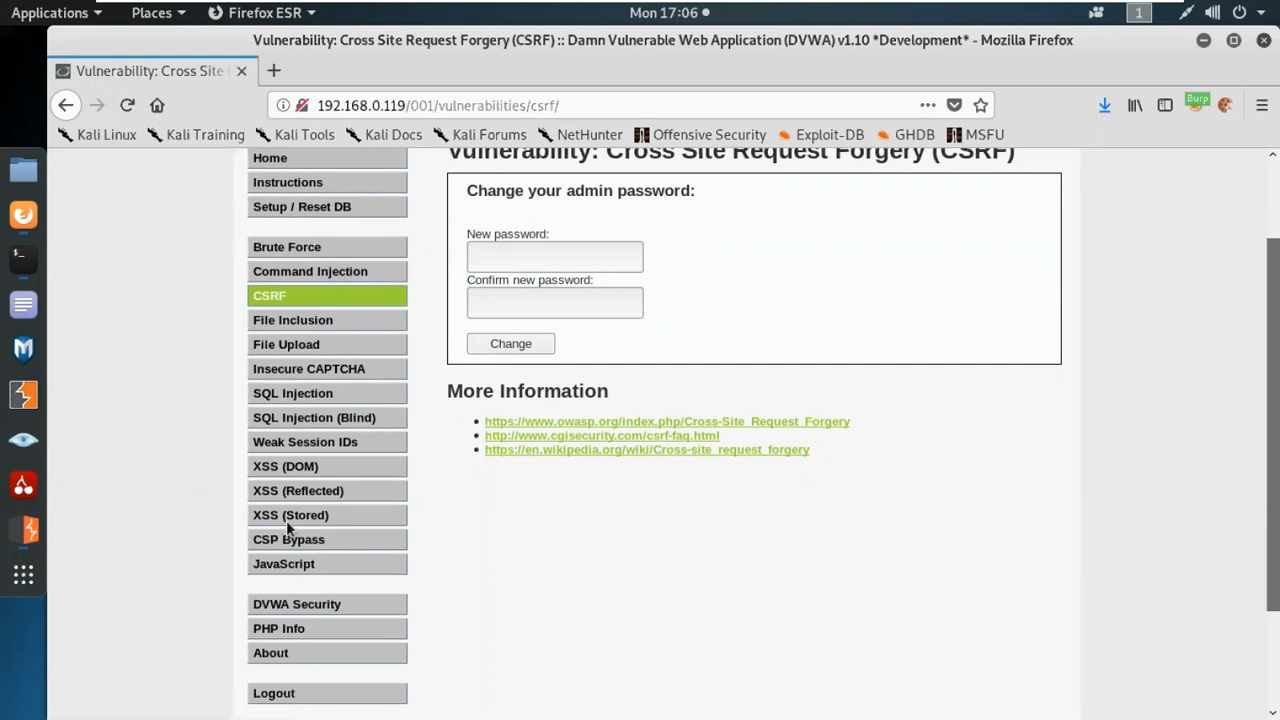 Applications Places Firefox ESR Mon 17:06 1
Vulnerability: Cross Site Request Forgery (CSRF) :: Damn Vulnerable Web Application (DVWA) v1.10 *Development* - Mozilla Firefox
Vulnerability: Cross Site
192.168.0.119/001/vulnerabilities/csrf/
Burp
Kali Linux Kali Training Kali Tools Kali Docs Kali Forums NetHunter Offensive Security Exploit-DB GHDB MSFU
Vulnerability: Cross Site Request Forgery (CSRF)
Home
Instructions
Setup / Reset DB
Brute Force
Command Injection
CSRF
File Inclusion
File Upload
Insecure CAPTCHA
SQL Injection
SQL Injection (Blind)
Weak Session IDs
XSS (DOM)
XSS (Reflected)
XSS (Stored)
CSP Bypass
JavaScript
DVWA Security
PHP Info
About
Logout
Change your admin password:
New password:
Confirm new password:
Change
More Information
https://www.owasp.org/index.php/Cross-Site_Request_Forgery
http://www.cgisecurity.com/csrf-faq.html
https://en.wikipedia.org/wiki/Cross-site_request_forgery